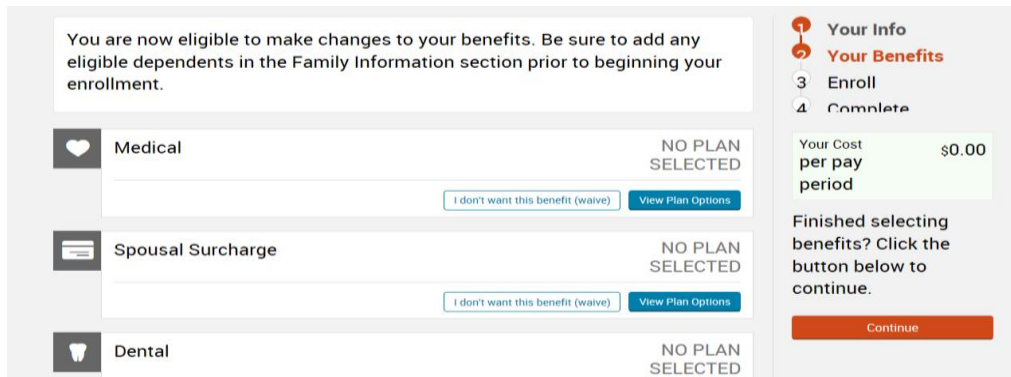 You are now eligible to make changes to your benefits. Be sure to add any
eligible dependents in the Family Information section prior to beginning your
enrollment.
Medical
NO PLAN
SELECTED
I don't want this benefit (waive)
View Plan Options
Spousal Surcharge
NO PLAN
SELECTED
I don't want this benefit (waive)
View Plan Options
Dental
NO PLAN
SELECTED
1 Your Info
2 Your Benefits
3 Enroll
4 Complete
Your Cost
per pay
period
$0.00
Finished selecting
benefits? Click the
button below to
continue.
Continue